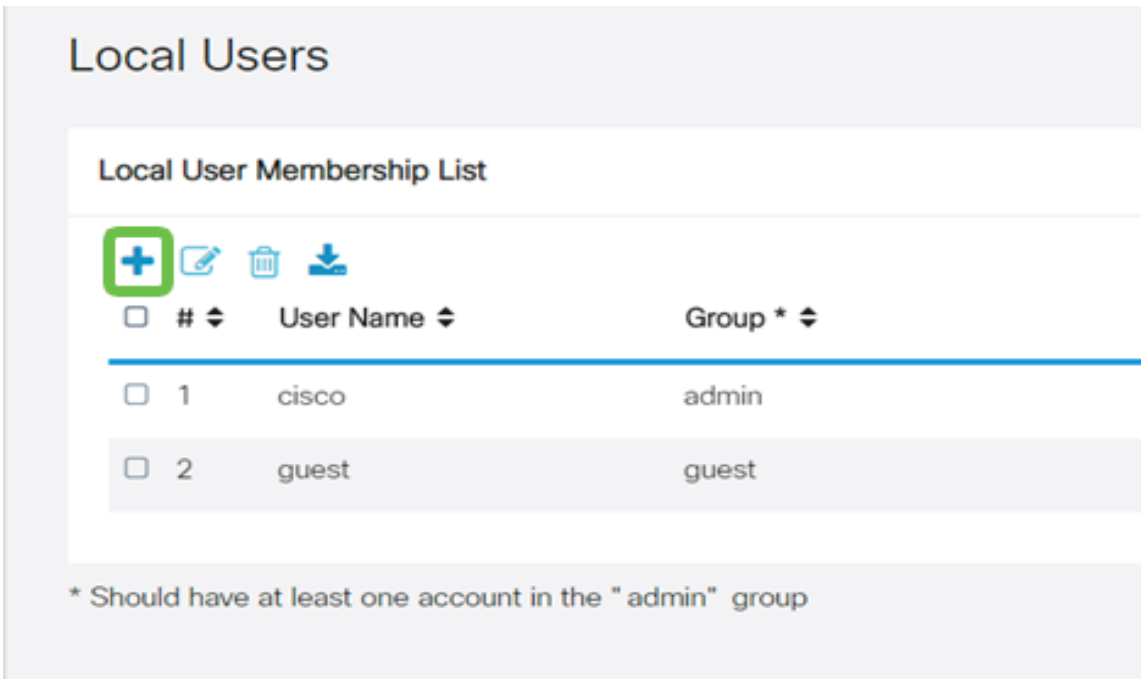 Local Users
Local User Membership List
# User Name Group *
1 cisco admin
2 guest guest
* Should have at least one account in the "admin" group